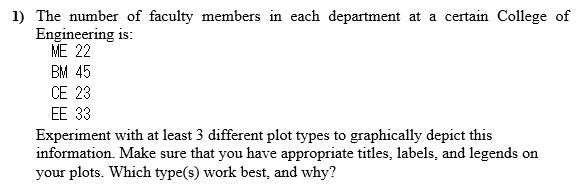 1) The number of faculty members in each department at a certain College of
Engineering is:
ME 22
BM 45
CE 23
EE 33
Experiment with at least 3 different plot types to graphically depict this
information. Make sure that you have appropriate titles, labels, and legends on
your plots. Which type(s) work best, and why?